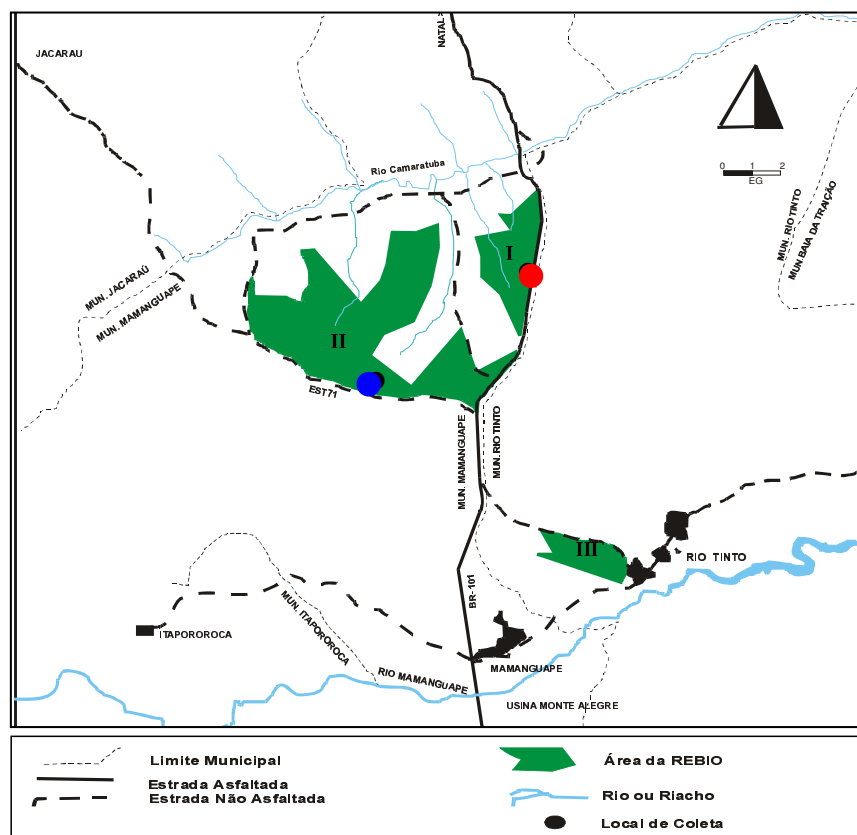 NATAL
JACARAU
Rio Camaratuba
0 1 2
EG
MUN. RIO TINTO
MUN. BAIA DA TRAIÇÃO
MUN. JACARAÚ
MUN. MAMANGUAPE
I
II
EST71
MUN. MAMANGUAPE
MUN. RIO TINTO
III
RIO TINTO
BR-101
MUN. ITAPOROROCA
ITAPOROROCA
MAMANGUAPE
RIO MAMANGUAPE
USINA MONTE ALEGRE
Limite Municipal
Estrada Asfaltada
Estrada Não Asfaltada
Área da REBIO
Rio ou Riacho
Local de Coleta